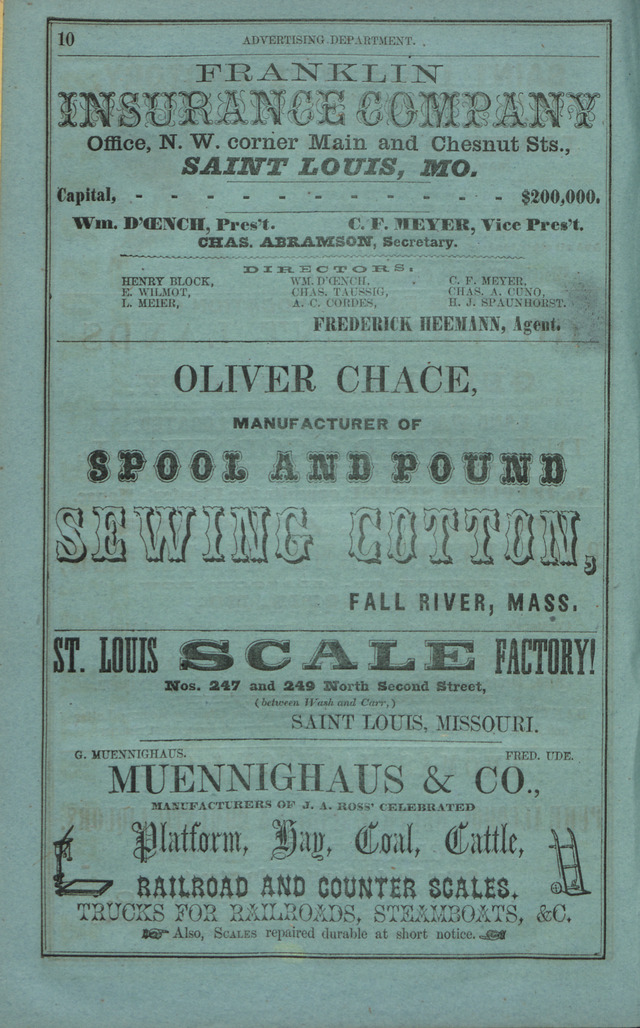 10 ADVERTISING DEPARTMENT.
FRANKLIN
INSURANCE COMPANY
Office, N. W. corner Main and Chesnut Sts.,
SAINT LOUIS, MO.
Capital, - - - - - - - - - - - - $200,000.
Wm. D'ŒNCH, Pres't. C. F. MEYER, Vice Pres't.
CHAS. ABRAMSON, Secretary.
DIRECTORS:
HENRY BLOCK, WM. D'ŒNCH, C. F. MEYER,
E. WILMOT, CHAS. TAUSSIG, CHAS. A. CUNO,
L. MEIER, A. C. CORDES, H. J. SPAUNHORST.
FREDERICK HEEMANN, Agent.
OLIVER CHACE,
MANUFACTURER OF
SPOOL AND POUND
SEWING COTTON,
FALL RIVER, MASS.
ST. LOUIS SCALE FACTORY!
Nos. 247 and 249 North Second Street,
(between Wash and Carr,)
SAINT LOUIS, MISSOURI.
G. MUENNIGHAUS. FRED. UDE.
MUENNIGHAUS & CO.,
MANUFACTURERS OF J. A. ROSS' CELEBRATED
Platform, Hay, Coal, Cattle,
RAILROAD AND COUNTER SCALES.
TRUCKS FOR RAILROADS, STEAMBOATS, &C.
Also, SCALES repaired durable at short notice.